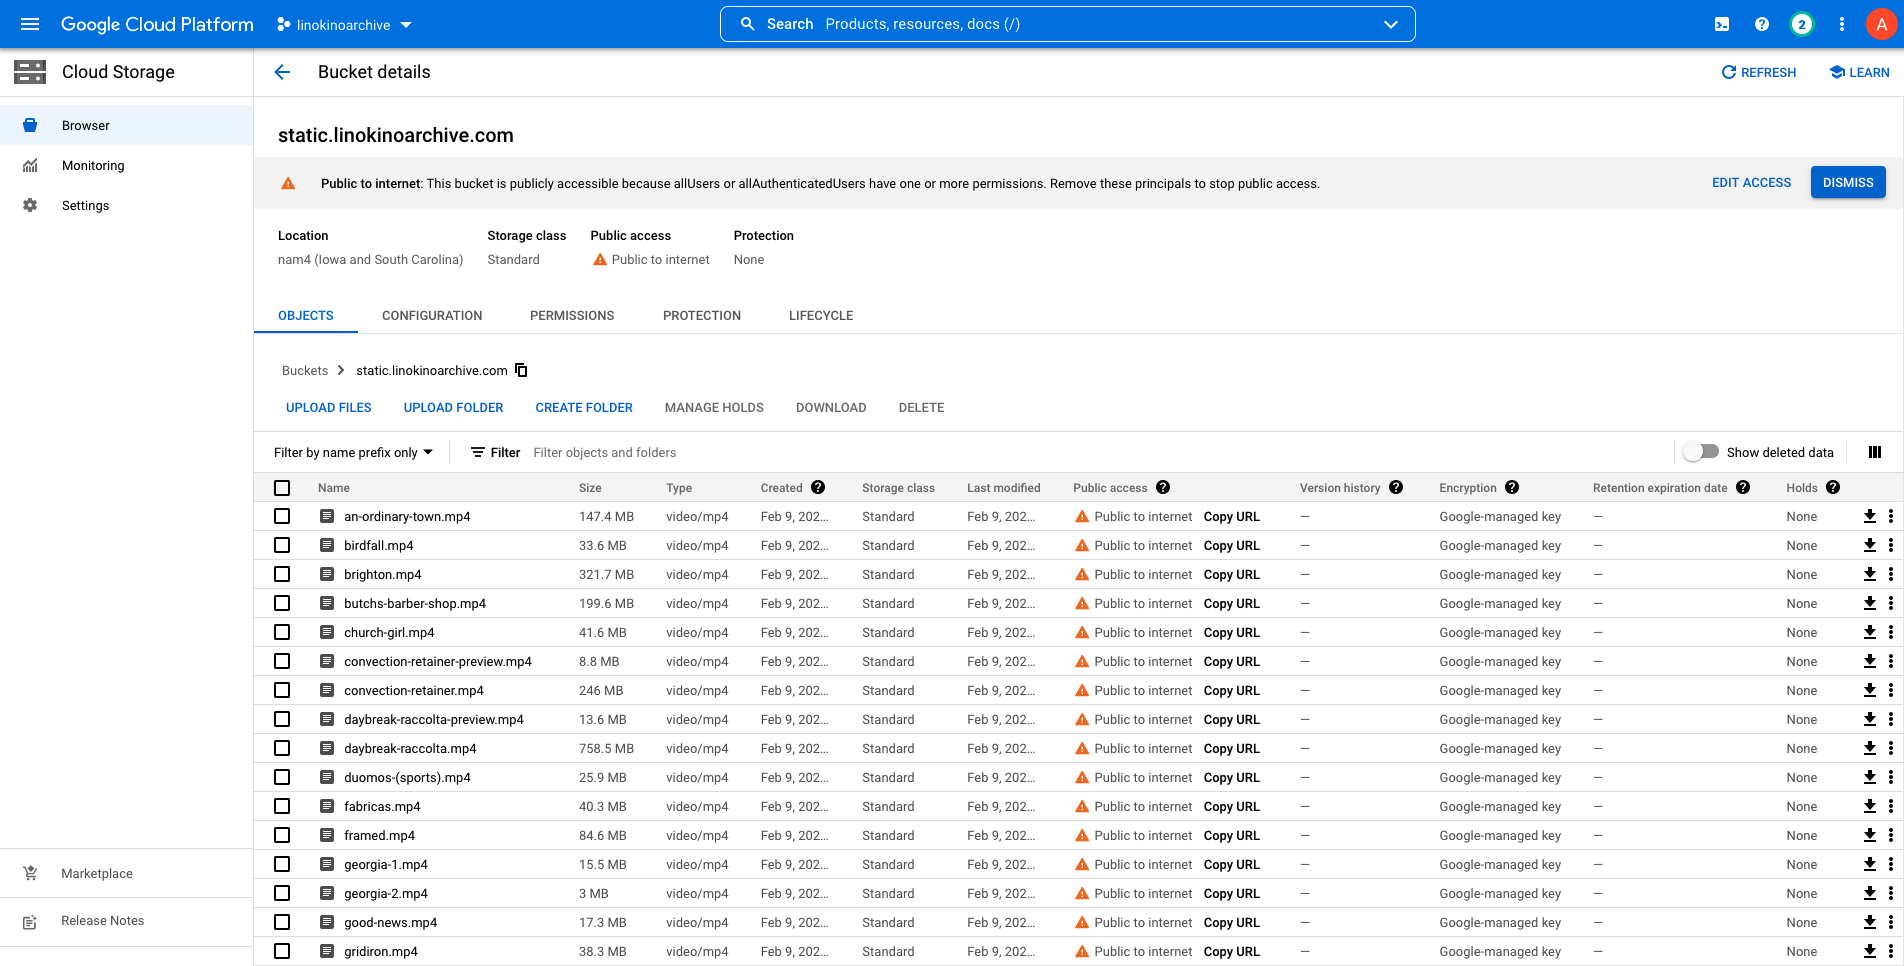 Google Cloud Platform
linokinoarchive
Search Products, resources, docs (/)
2
A
Cloud Storage
Bucket details
REFRESH
LEARN
Browser
Monitoring
Settings
static.linokinoarchive.com
Public to internet: This bucket is publicly accessible because allUsers or allAuthenticatedUsers have one or more permissions. Remove these principals to stop public access.
EDIT ACCESS
DISMISS
Location Storage class Public access Protection
nam4 (Iowa and South Carolina) Standard Public to internet None
OBJECTS CONFIGURATION PERMISSIONS PROTECTION LIFECYCLE
Buckets static.linokinoarchive.com
UPLOAD FILES UPLOAD FOLDER CREATE FOLDER MANAGE HOLDS DOWNLOAD DELETE
Filter by name prefix only Filter Filter objects and folders Show deleted data
Name Size Type Created Storage class Last modified Public access Version history Encryption Retention expiration date Holds
an-ordinary-town.mp4 147.4 MB video/mp4 Feb 9, 202... Standard Feb 9, 202... Public to internet Copy URL — Google-managed key — None
birdfall.mp4 33.6 MB video/mp4 Feb 9, 202... Standard Feb 9, 202... Public to internet Copy URL — Google-managed key — None
brighton.mp4 321.7 MB video/mp4 Feb 9, 202... Standard Feb 9, 202... Public to internet Copy URL — Google-managed key — None
butchs-barber-shop.mp4 199.6 MB video/mp4 Feb 9, 202... Standard Feb 9, 202... Public to internet Copy URL — Google-managed key — None
church-girl.mp4 41.6 MB video/mp4 Feb 9, 202... Standard Feb 9, 202... Public to internet Copy URL — Google-managed key — None
convection-retainer-preview.mp4 8.8 MB video/mp4 Feb 9, 202... Standard Feb 9, 202... Public to internet Copy URL — Google-managed key — None
convection-retainer.mp4 246 MB video/mp4 Feb 9, 202... Standard Feb 9, 202... Public to internet Copy URL — Google-managed key — None
daybreak-raccolta-preview.mp4 13.6 MB video/mp4 Feb 9, 202... Standard Feb 9, 202... Public to internet Copy URL — Google-managed key — None
daybreak-raccolta.mp4 758.5 MB video/mp4 Feb 9, 202... Standard Feb 9, 202... Public to internet Copy URL — Google-managed key — None
duomos-(sports).mp4 25.9 MB video/mp4 Feb 9, 202... Standard Feb 9, 202... Public to internet Copy URL — Google-managed key — None
fabricas.mp4 40.3 MB video/mp4 Feb 9, 202... Standard Feb 9, 202... Public to internet Copy URL — Google-managed key — None
framed.mp4 84.6 MB video/mp4 Feb 9, 202... Standard Feb 9, 202... Public to internet Copy URL — Google-managed key — None
georgia-1.mp4 15.5 MB video/mp4 Feb 9, 202... Standard Feb 9, 202... Public to internet Copy URL — Google-managed key — None
georgia-2.mp4 3 MB video/mp4 Feb 9, 202... Standard Feb 9, 202... Public to internet Copy URL — Google-managed key — None
good-news.mp4 17.3 MB video/mp4 Feb 9, 202... Standard Feb 9, 202... Public to internet Copy URL — Google-managed key — None
gridiron.mp4 38.3 MB video/mp4 Feb 9, 202... Standard Feb 9, 202... Public to internet Copy URL — Google-managed key — None
Marketplace
Release Notes